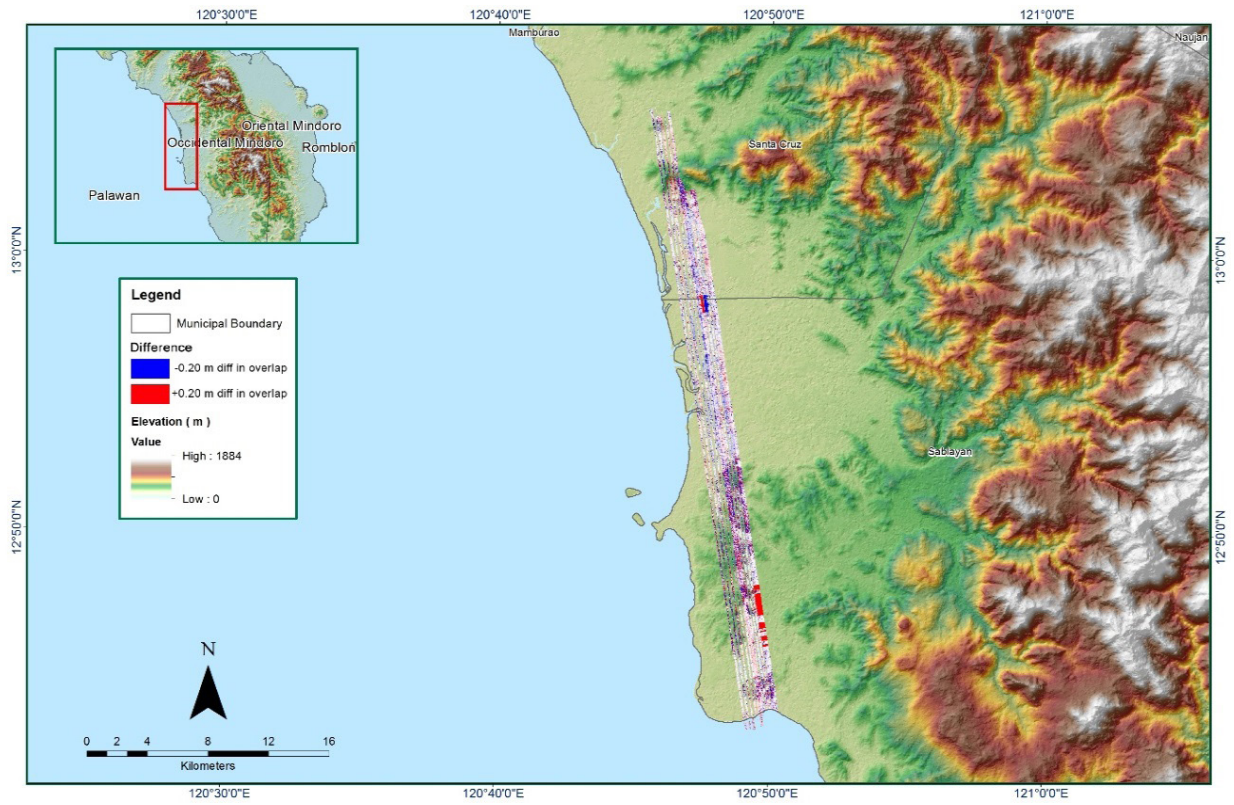 120°30'0"E
120°40'0"E
120°50'0"E
121°0'0"E
Mamburao
Naujan
Oriental Mindoro
Occidental Mindoro
Romblon
Palawan
Santa Cruz
13°0'0"N
13°0'0"N
Legend
Municipal Boundary
Difference
-0.20 m diff in overlap
+0.20 m diff in overlap
Elevation ( m )
Value
High : 1884
Low : 0
Sablayan
12°50'0"N
12°50'0"N
N
0 2 4 8 12 16
Kilometers
120°30'0"E
120°40'0"E
120°50'0"E
121°0'0"E